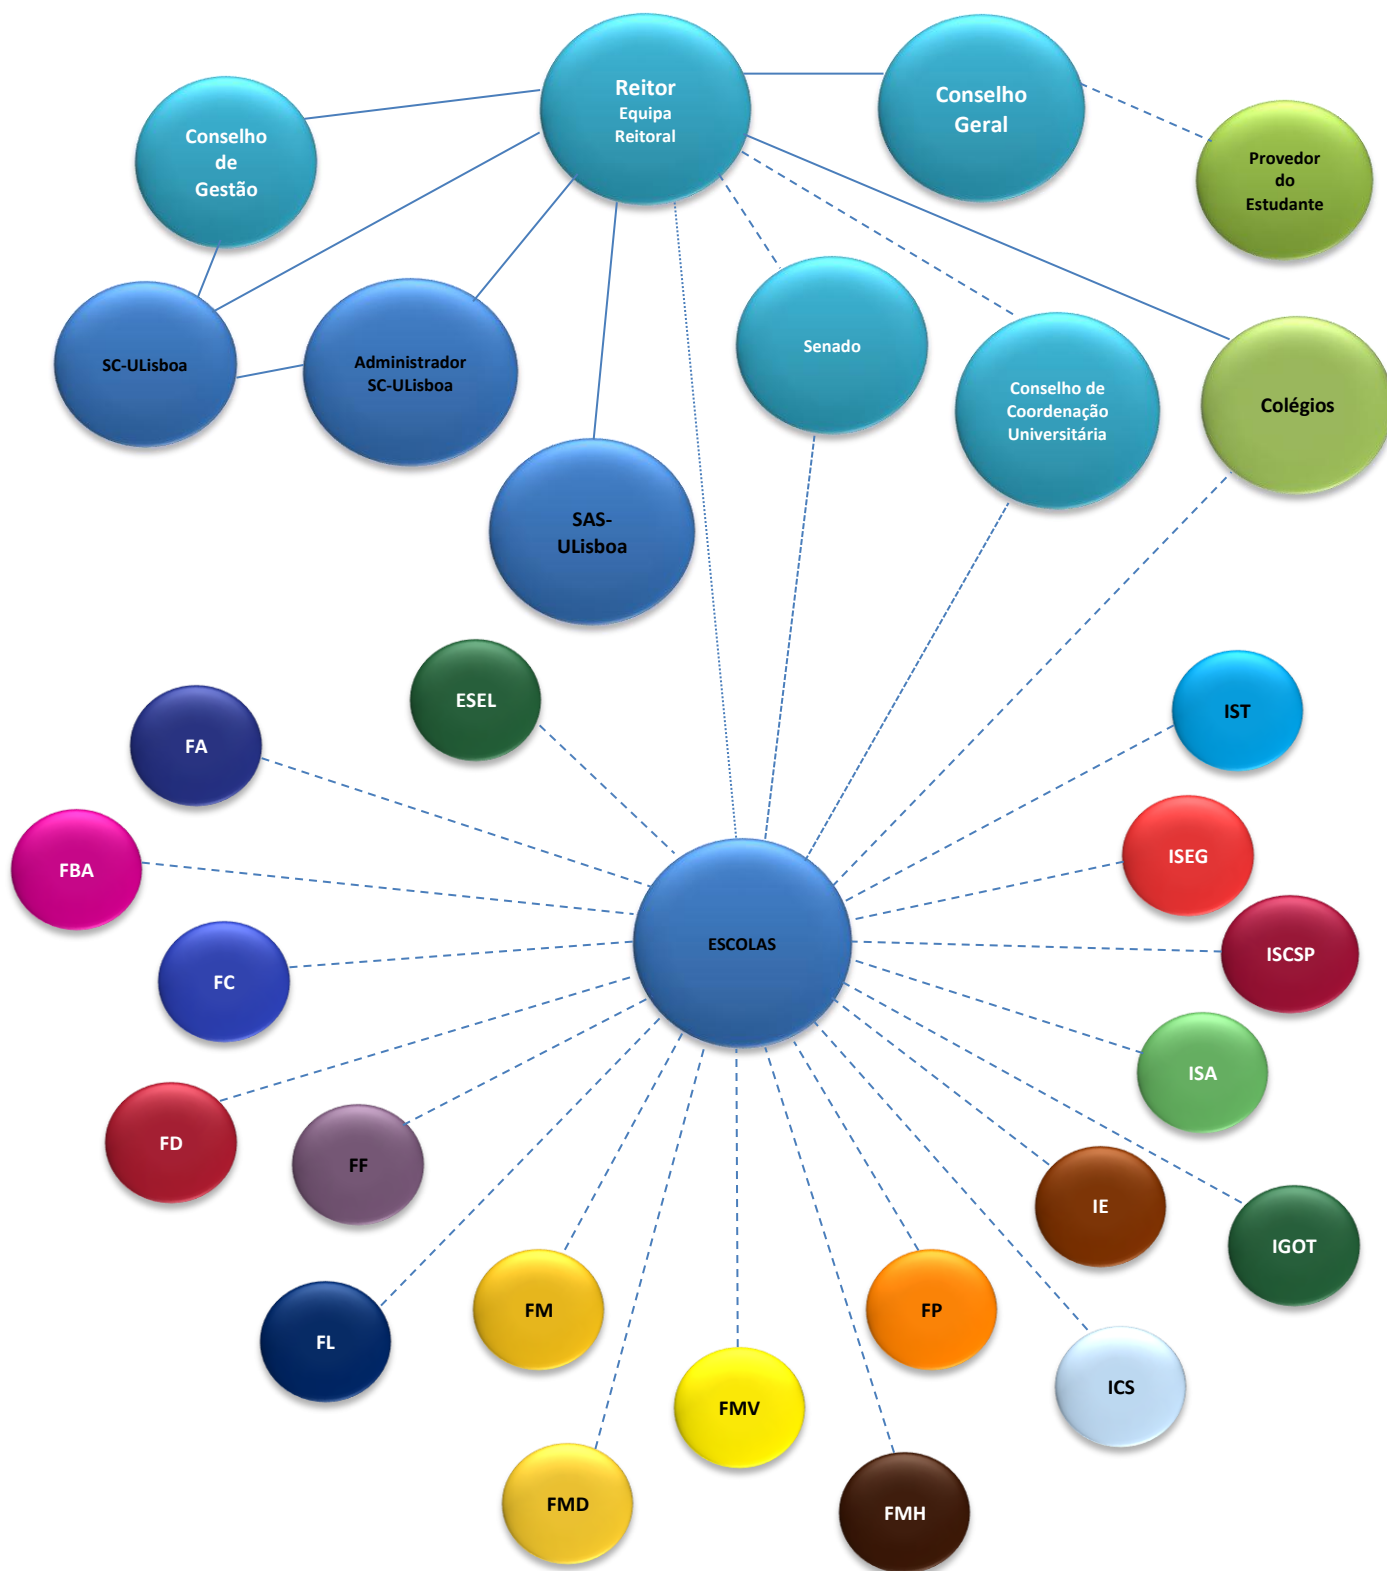 Reitor
Equipa
Reitoral
Conselho
Geral
Conselho
de
Gestão
Provedor
do
Estudante
SC-ULisboa
Administrador
SC-ULisboa
Senado
Conselho de
Coordenação
Universitária
Colégios
SAS-
ULisboa
ESEL
IST
FA
FBA
ISEG
ESCOLAS
ISCSP
FC
ISA
FD
FF
IE
IGOT
FL
FM
FP
ICS
FMV
FMD
FMH